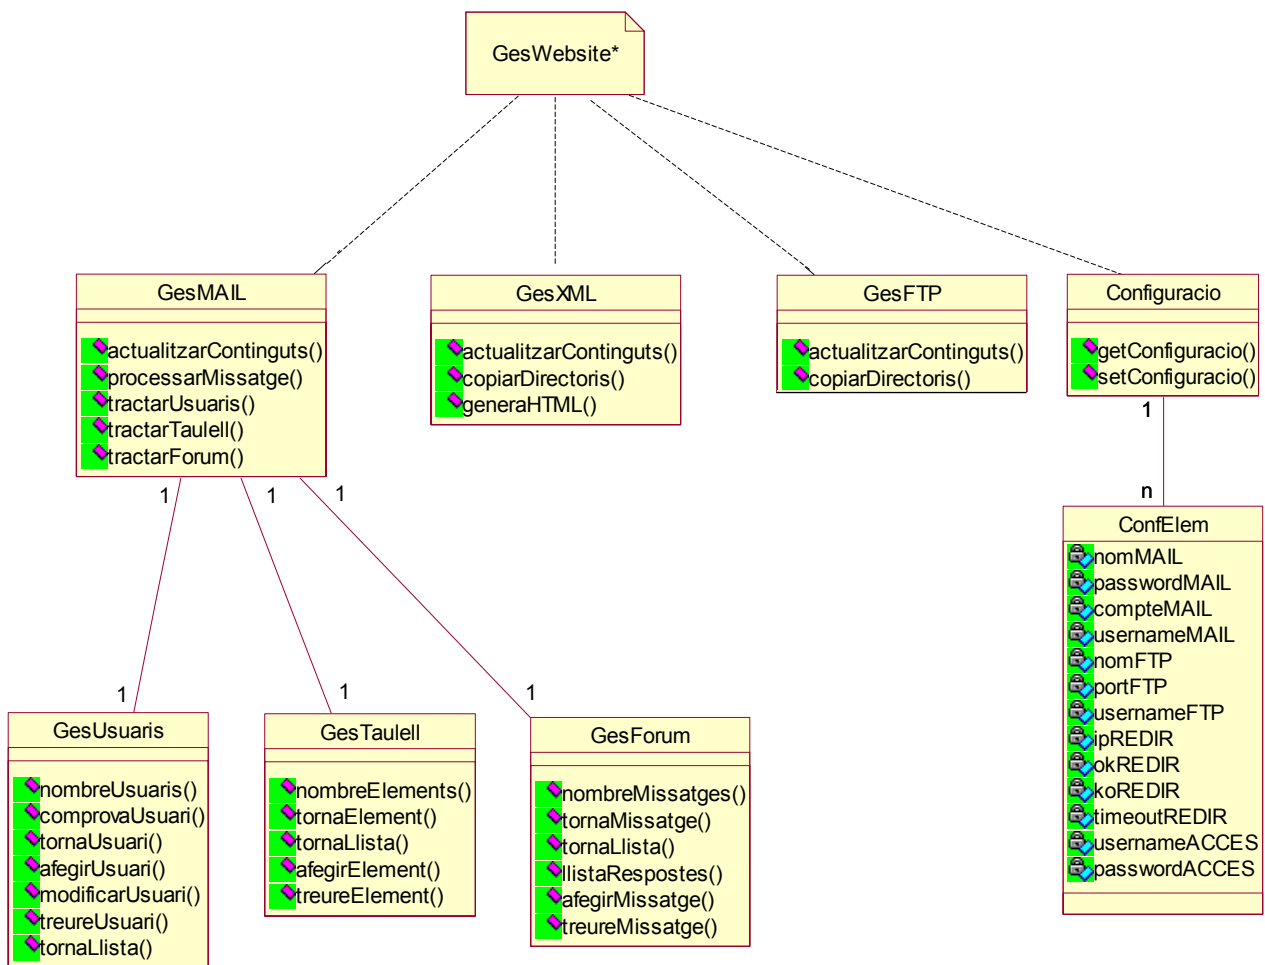 GesWebsite*
GesMAIL
actualitzarContinguts()
processarMissatge()
tractarUsuaris()
tractarTaulell()
tractarForum()
GesXML
actualitzarContinguts()
copiarDirectoris()
generaHTML()
GesFTP
actualitzarContinguts()
copiarDirectoris()
Configuracio
getConfiguracio()
setConfiguracio()
1
n
1
1
1
1
1
1
ConfElem
nomMAIL
passwordMAIL
compteMAIL
usernameMAIL
nomFTP
portFTP
usernameFTP
ipREDIR
okREDIR
koREDIR
timeoutREDIR
usernameACCES
passwordACCES
GesUsuaris
nombreUsuaris()
comprovaUsuari()
tornaUsuari()
afegirUsuari()
modificarUsuari()
treureUsuari()
tornaLlista()
GesTaulell
nombreElements()
tornaElement()
tornaLlista()
afegirElement()
treureElement()
GesForum
nombreMissatges()
tornaMissatge()
tornaLlista()
llistaRespostes()
afegirMissatge()
treureMissatge()